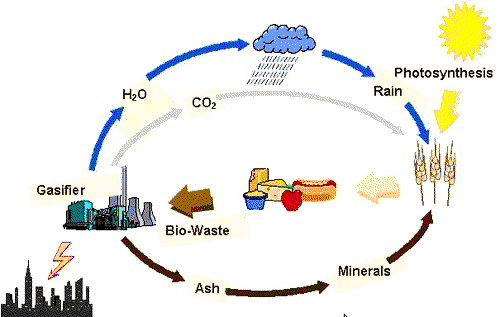 Photosynthesis
H₂O
CO₂
Rain
Gasifier
Bio-Waste
Minerals
Ash